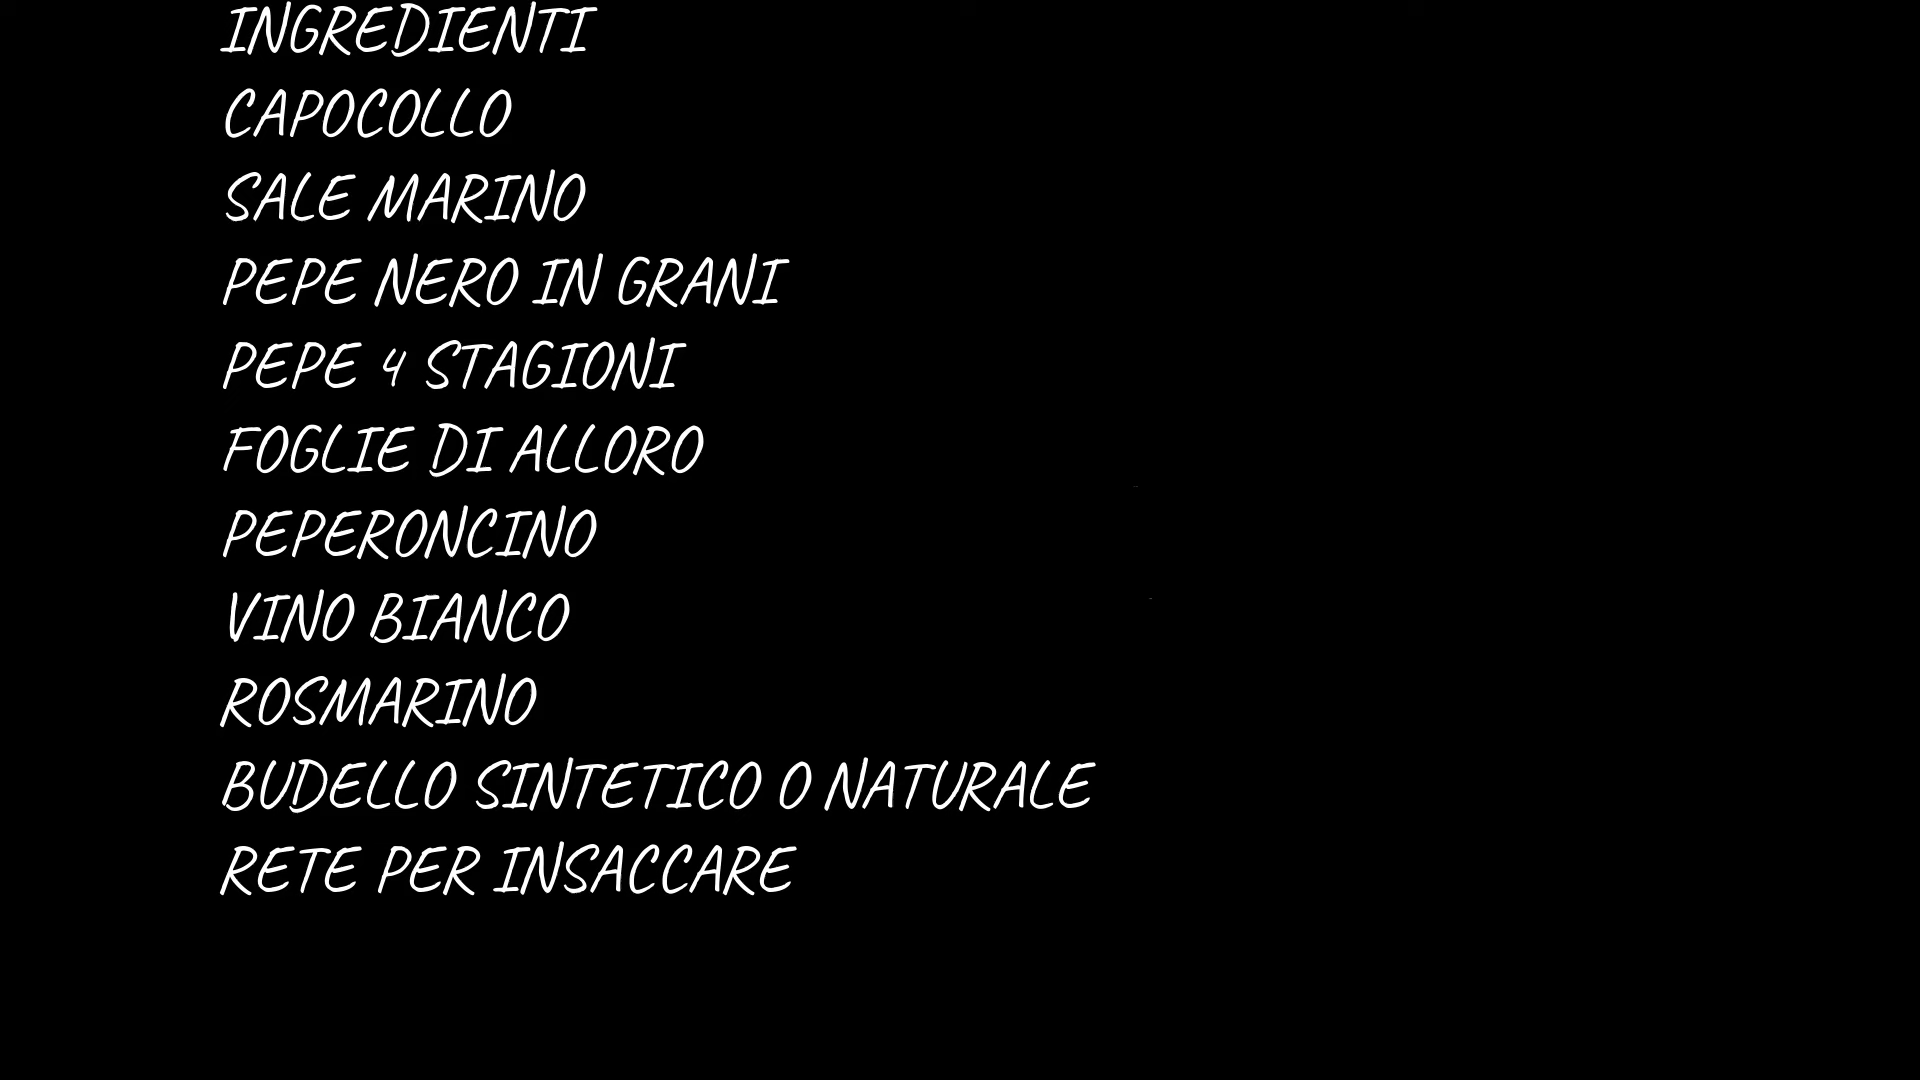 INGREDIENTI
CAPOCOLLO
SALE MARINO
PEPE NERO IN GRANI
PEPE 4 STAGIONI
FOGLIE DI ALLORO
PEPERONCINO
VINO BIANCO
ROSMARINO
BUDELLO SINTETICO O NATURALE
RETE PER INSACCARE